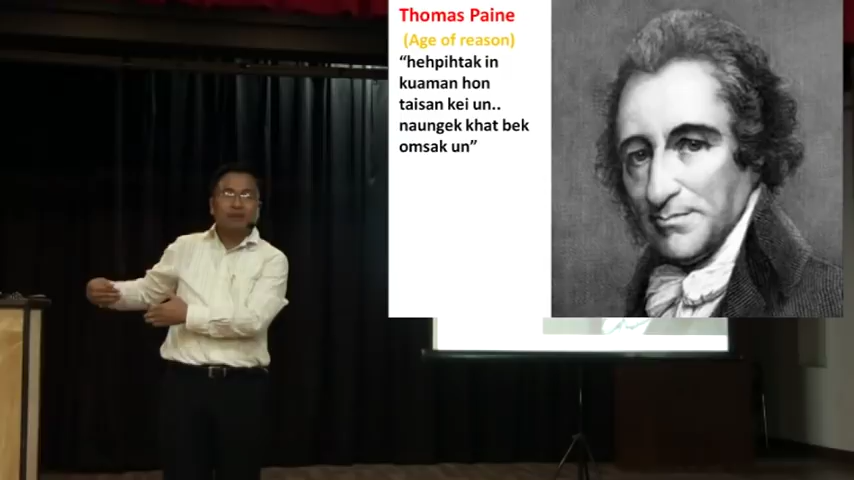 Thomas Paine
(Age of reason)
“hehpihtak in
kuaman hon
taisan kei un..
naungek khat bek
omsak un”